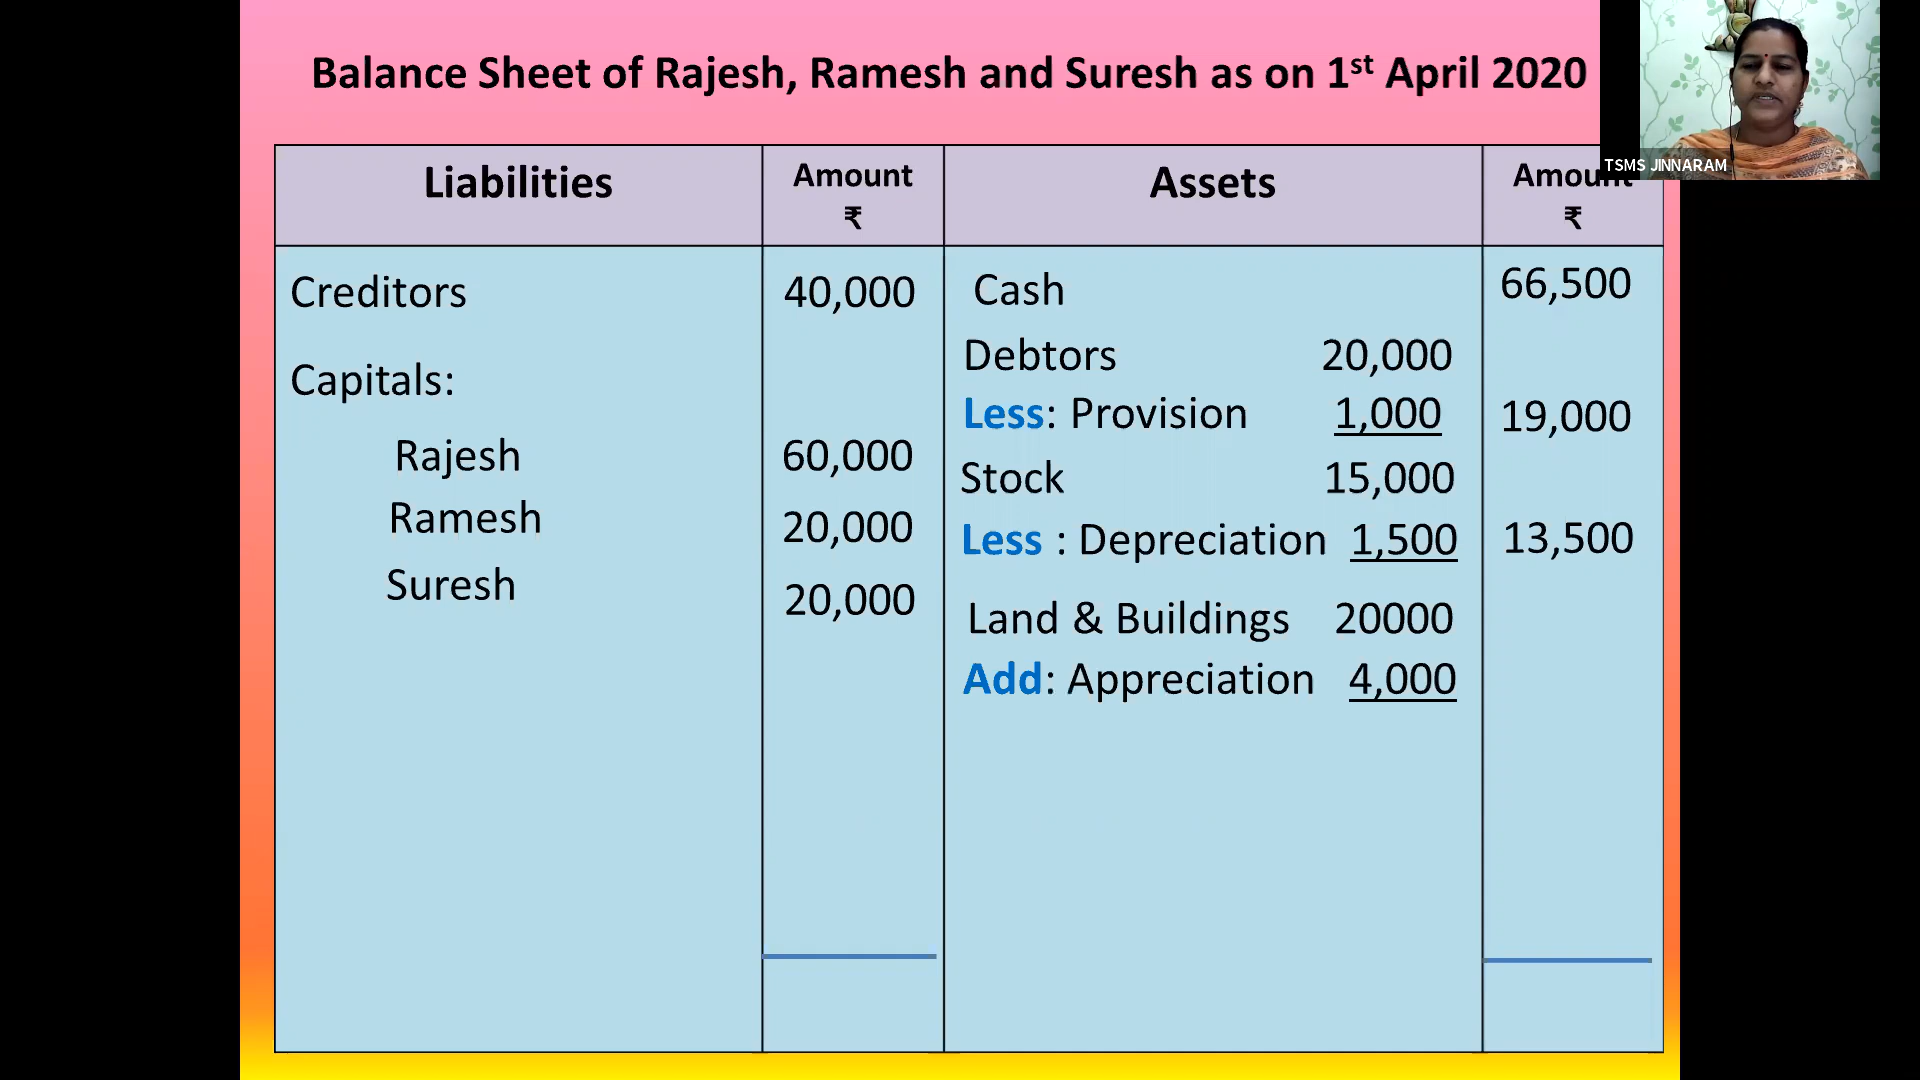 Balance Sheet of Rajesh, Ramesh and Suresh as on 1st April 2020
TSMS JINNARAM
Liabilities Amount ₹ Assets Amount ₹
Creditors 40,000 Cash 66,500
Debtors 20,000
Capitals:
Less: Provision 1,000 19,000
Rajesh 60,000
Stock 15,000
Ramesh 20,000
Less : Depreciation 1,500 13,500
Suresh 20,000
Land & Buildings 20000
Add: Appreciation 4,000